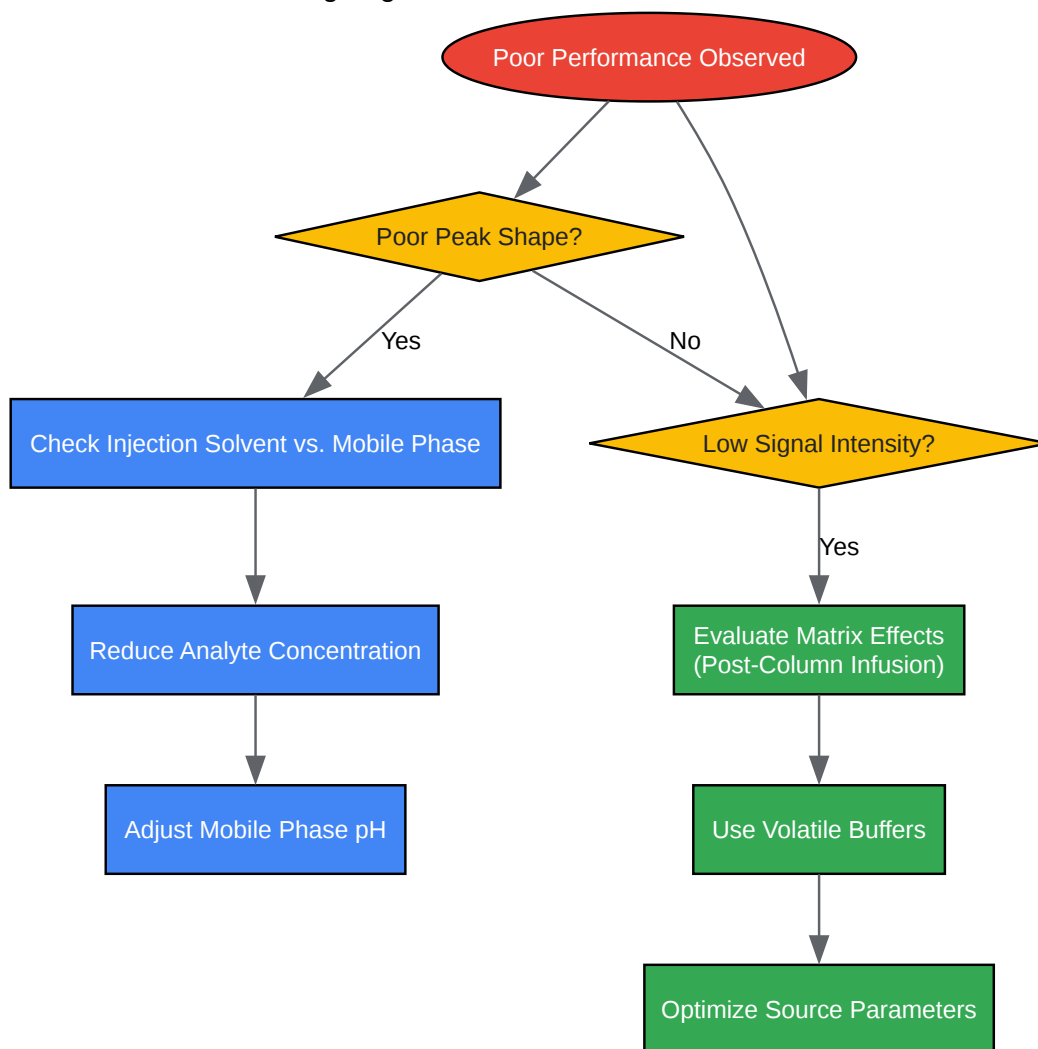 Poor Performance Observed
Poor Peak Shape?
Yes
No
Check Injection Solvent vs. Mobile Phase
Low Signal Intensity?
Yes
Reduce Analyte Concentration
Evaluate Matrix Effects
(Post-Column Infusion)
Adjust Mobile Phase pH
Use Volatile Buffers
Optimize Source Parameters